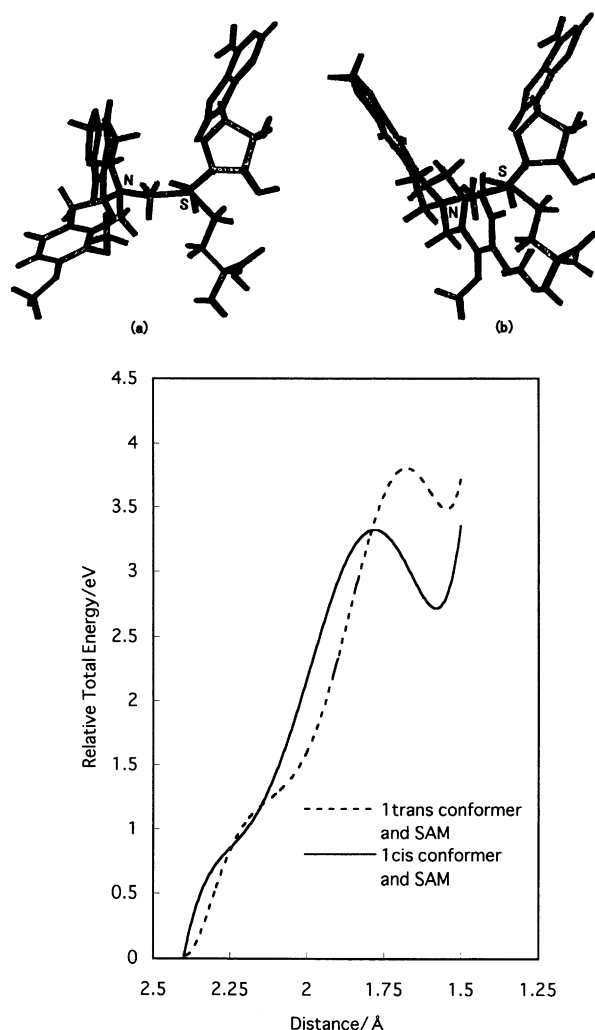 N
S
(a)
N
S
(b)
4.5
4
3.5
3
2.5
2
1.5
1
0.5
0
Relative Total Energy/eV
1trans conformer
and SAM
1cis conformer
and SAM
2.5
2.25
2
1.75
1.5
1.25
Distance/Å